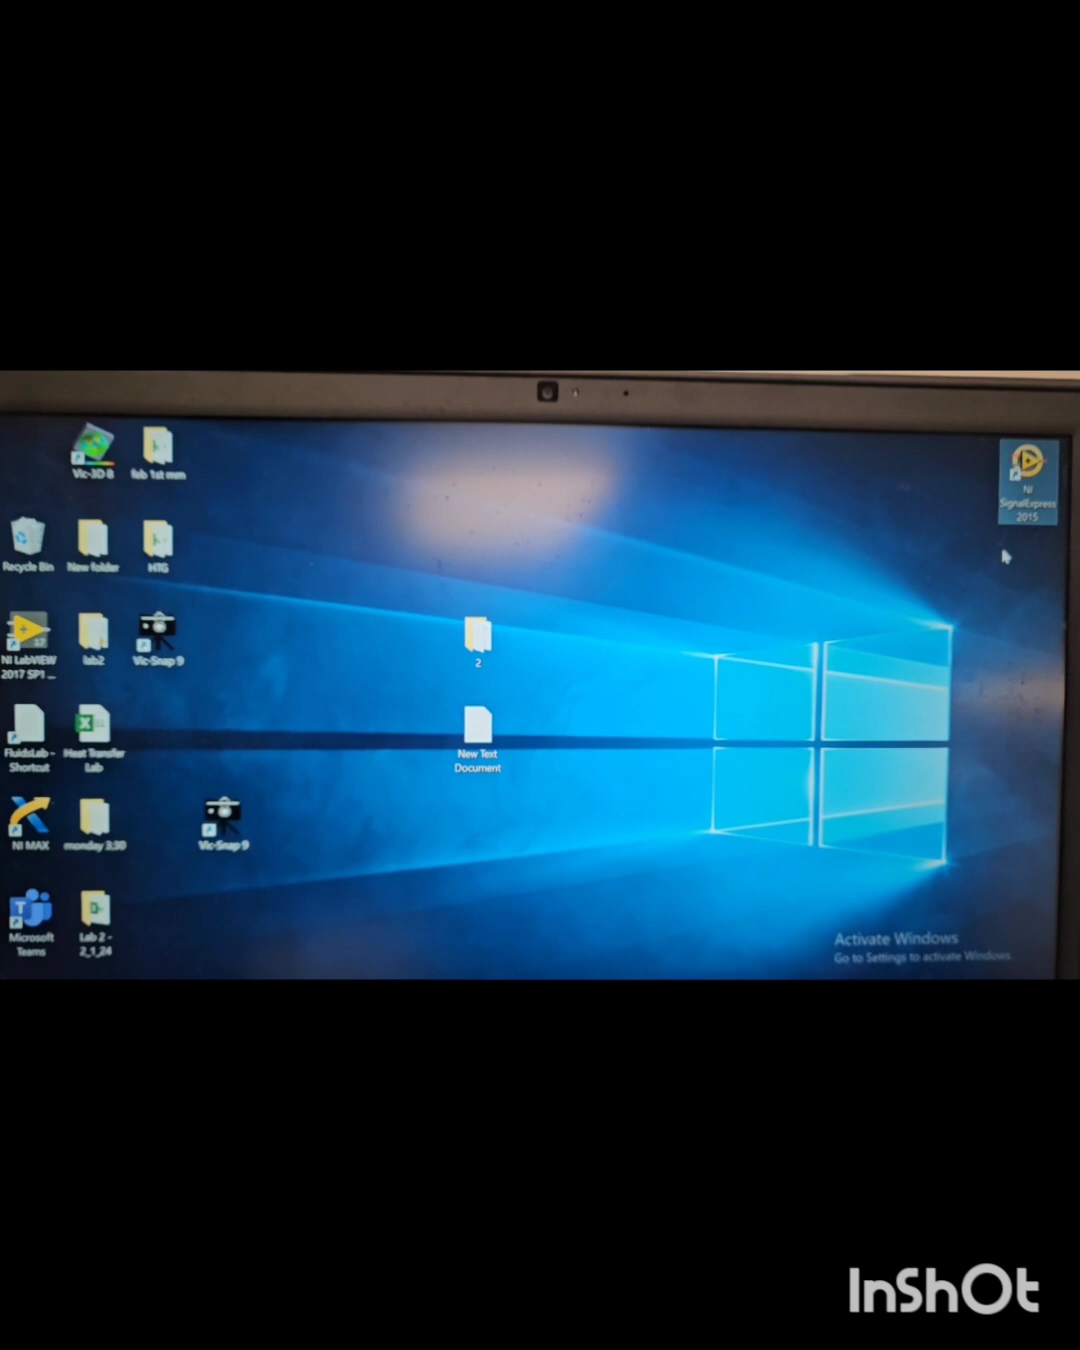 Vic-3D 8
feb 1st mm
NI
SignalExpress
2015
Recycle Bin
New folder
HTG
NI LabVIEW
2017 SP1 ...
lab2
Vic-Snap 9
2
FluidsLab -
Shortcut
Heat Transfer
Lab
New Text
Document
NI MAX
monday 3:30
Vic-Snap 9
Microsoft
Teams
Lab 2 -
2_1_24
Activate Windows
Go to Settings to activate Windows.
InShOt